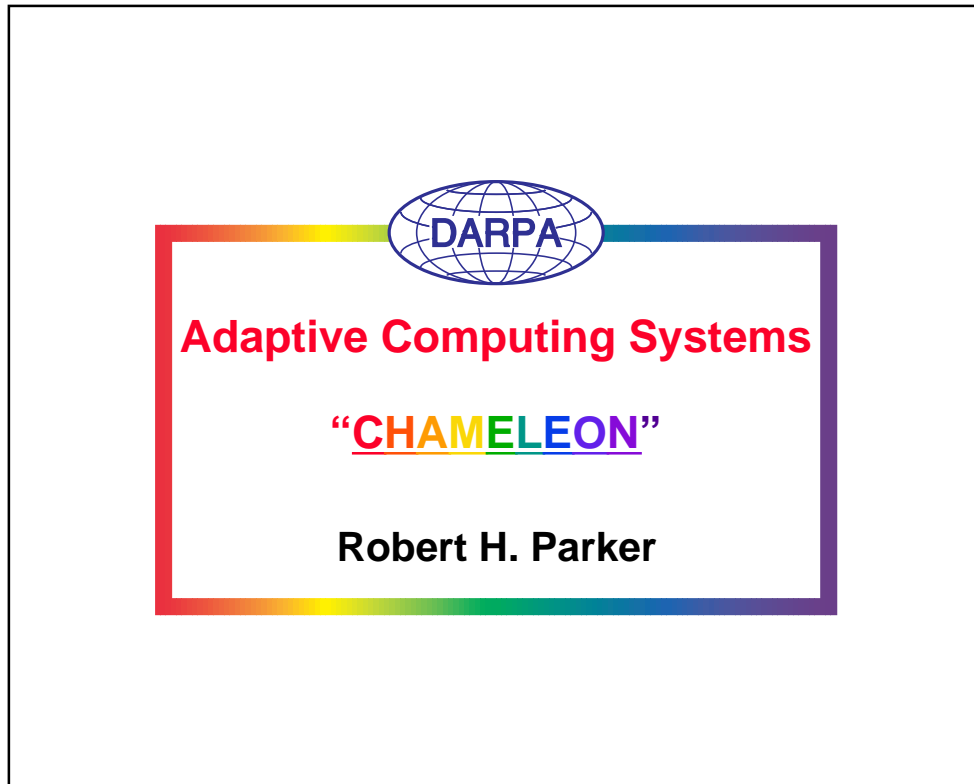 DARPA
Adaptive Computing Systems
“CHAMELEON”
Robert H. Parker